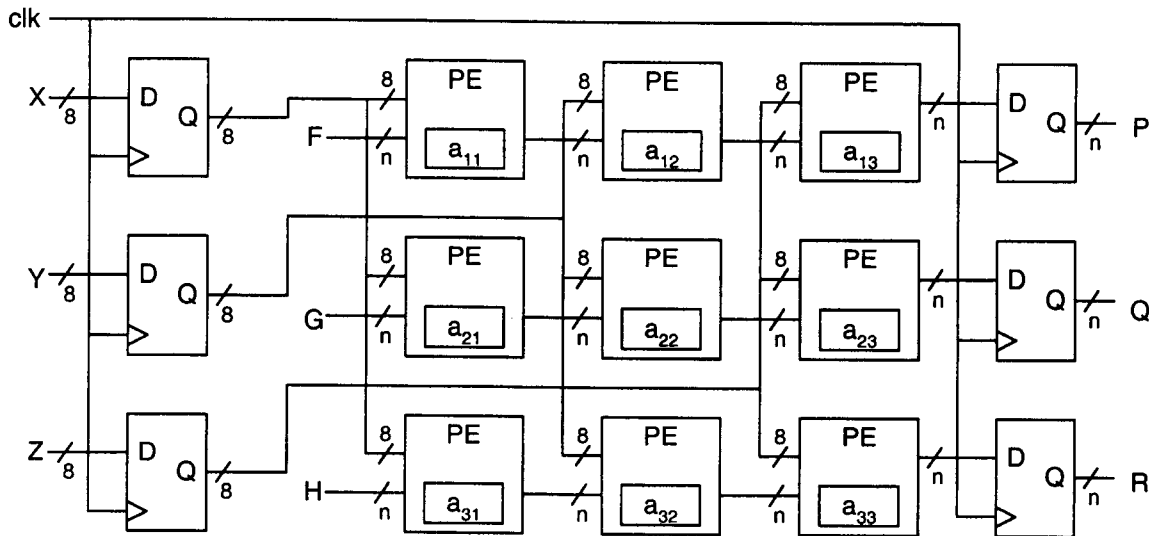 clk
X 8 D Q 8 8 PE 8 PE 8 PE n D Q n P
F n a11 n a12 n a13
Y 8 D Q 8 8 PE 8 PE 8 PE n D Q n Q
G n a21 n a22 n a23
Z 8 D Q 8 8 PE 8 PE 8 PE n D Q n R
H n a31 n a32 n a33